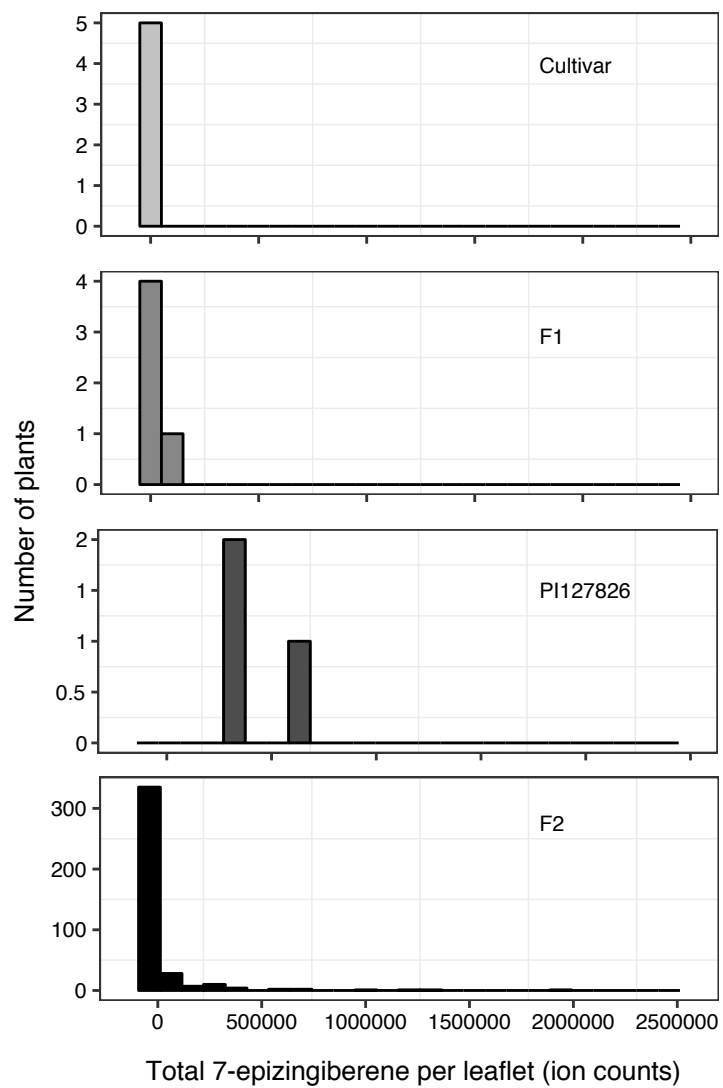 5
4
Cultivar
3
2
1
0
4
3
F1
2
1
0
Number of plants
2
1
PI127826
1
0.5
0
300
F2
200
100
0
0 500000 1000000 1500000 2000000 2500000
Total 7-epizingiberene per leaflet (ion counts)